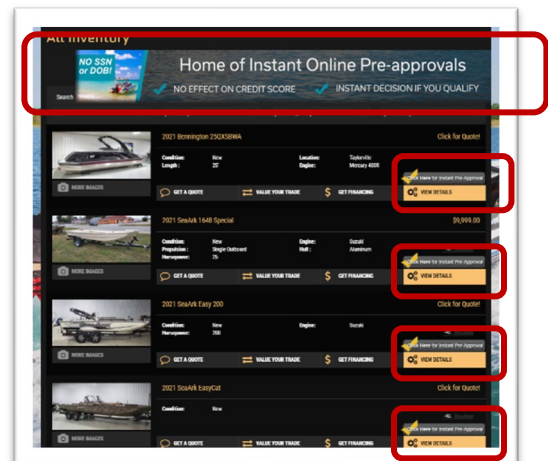 All Inventory
NO SSN
or DOB!
Home of Instant Online Pre-approvals
NO EFFECT ON CREDIT SCORE
INSTANT DECISION IF YOU QUALIFY
Search
2021 Bennington 25QXSBWA
Click for Quote!
Condition: New
Location: Taylorville
Length : 25'
Engine: Mercury 400R
Click Here for Instant Pre-Approval
MORE IMAGES
GET A QUOTE
VALUE YOUR TRADE
GET FINANCING
VIEW DETAILS
2021 SeaArk 1648 Special
$9,999.00
Condition: New
Engine: Suzuki
Propulsion : Single Outboard
Hull : Aluminum
Horsepower: 25
Click Here for Instant Pre-Approval
MORE IMAGES
GET A QUOTE
VALUE YOUR TRADE
GET FINANCING
VIEW DETAILS
2021 SeaArk Easy 200
Click for Quote!
Condition: New
Engine: Suzuki
Horsepower: 200
Click Here for Instant Pre-Approval
MORE IMAGES
GET A QUOTE
VALUE YOUR TRADE
GET FINANCING
VIEW DETAILS
2021 SeaArk EasyCat
Click for Quote!
Condition: New
Click Here for Instant Pre-Approval
MORE IMAGES
GET A QUOTE
VALUE YOUR TRADE
GET FINANCING
VIEW DETAILS